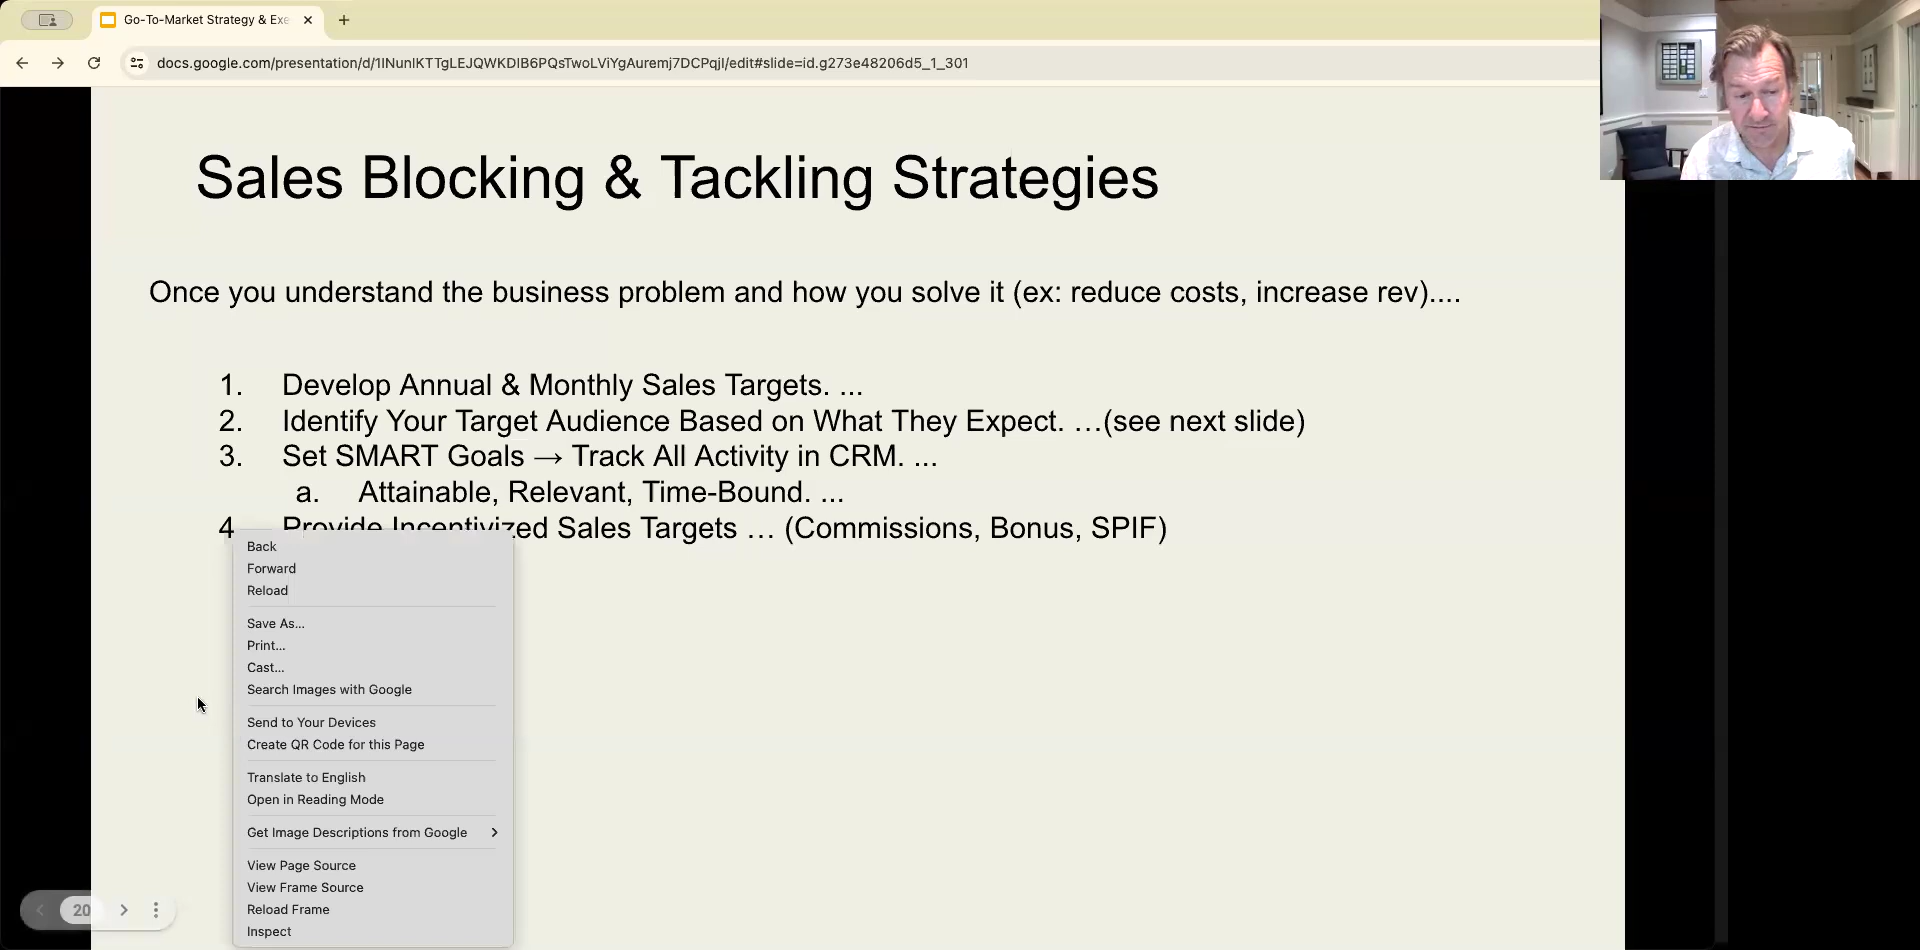 Go-To-Market Strategy & Exe
docs.google.com/presentation/d/1INunIKTTgLEJQWKDIB6PQsTwoLViYgAuremj7DCPqjI/edit#slide=id.g273e48206d5_1_301
Sales Blocking & Tackling Strategies
Once you understand the business problem and how you solve it (ex: reduce costs, increase rev)....
1. Develop Annual & Monthly Sales Targets. ...
2. Identify Your Target Audience Based on What They Expect. …(see next slide)
3. Set SMART Goals → Track All Activity in CRM. ...
a. Attainable, Relevant, Time-Bound. ...
4 Provide Incentivized Sales Targets … (Commissions, Bonus, SPIF)
Back
Forward
Reload
Save As...
Print...
Cast...
Search Images with Google
Send to Your Devices
Create QR Code for this Page
Translate to English
Open in Reading Mode
Get Image Descriptions from Google
View Page Source
View Frame Source
Reload Frame
Inspect
20